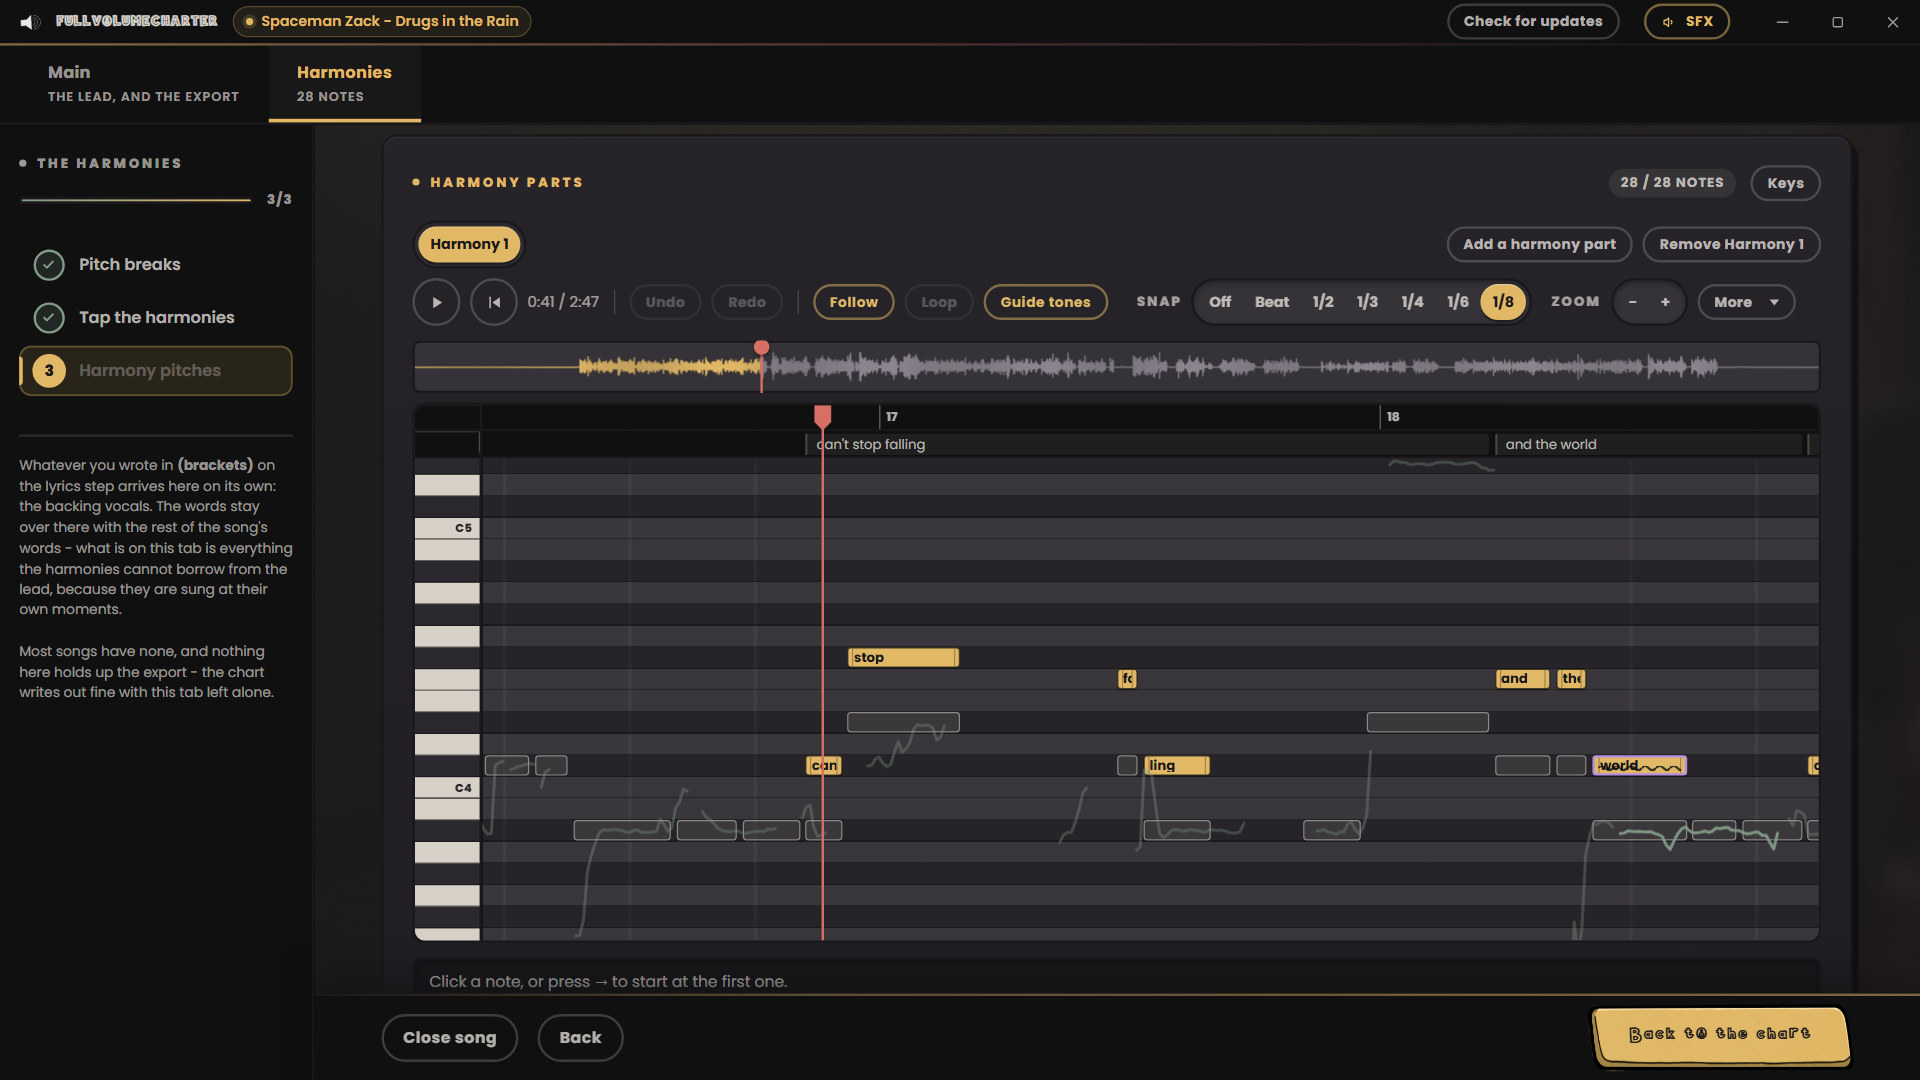 FULLVOLUMECHARTER
Spaceman Zack - Drugs in the Rain
Check for updates
SFX
Main
THE LEAD, AND THE EXPORT
Harmonies
28 NOTES
THE HARMONIES
3/3
Pitch breaks
Tap the harmonies
3
Harmony pitches
Whatever you wrote in (brackets) on
the lyrics step arrives here on its own:
the backing vocals. The words stay
over there with the rest of the song's
words - what is on this tab is everything
the harmonies cannot borrow from the
lead, because they are sung at their
own moments.
Most songs have none, and nothing
here holds up the export - the chart
writes out fine with this tab left alone.
HARMONY PARTS
28 / 28 NOTES
Keys
Harmony 1
Add a harmony part
Remove Harmony 1
0:41 / 2:47
Undo
Redo
Follow
Loop
Guide tones
SNAP
Off
Beat
1/2
1/3
1/4
1/6
1/8
ZOOM
-
+
More
17
18
can't stop falling
and the world
C5
stop
and
can
ling
world
C4
Click a note, or press → to start at the first one.
Close song
Back
Back to the chart